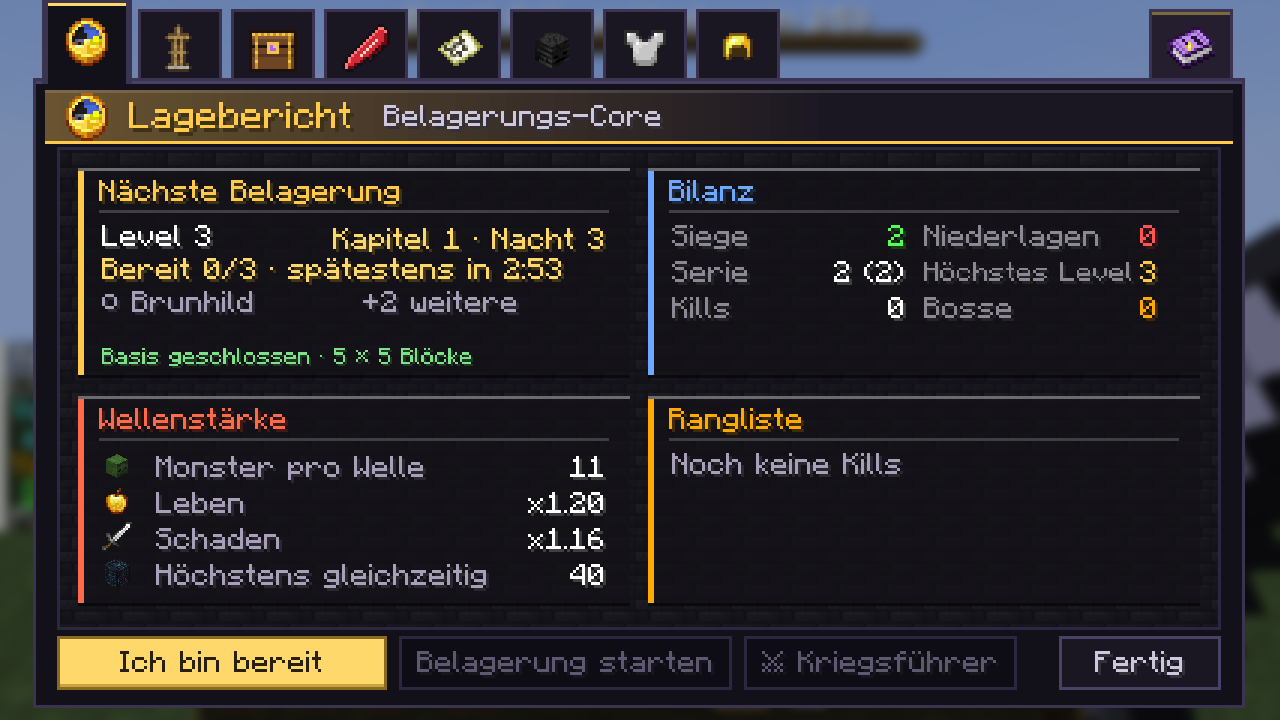 Lagebericht Belagerungs-Core
Nächste Belagerung
Level 3 Kapitel 1 · Nacht 3
Bereit 0/3 · spätestens in 2:53
○ Brunhild +2 weitere
Basis geschlossen · 5 × 5 Blöcke
Bilanz
Siege 2 Niederlagen 0
Serie 2 (2) Höchstes Level 3
Kills 0 Bosse 0
Wellenstärke
Monster pro Welle 11
Leben x1.20
Schaden x1.16
Höchstens gleichzeitig 40
Rangliste
Noch keine Kills
Ich bin bereit
Belagerung starten
⚔ Kriegsführer
Fertig